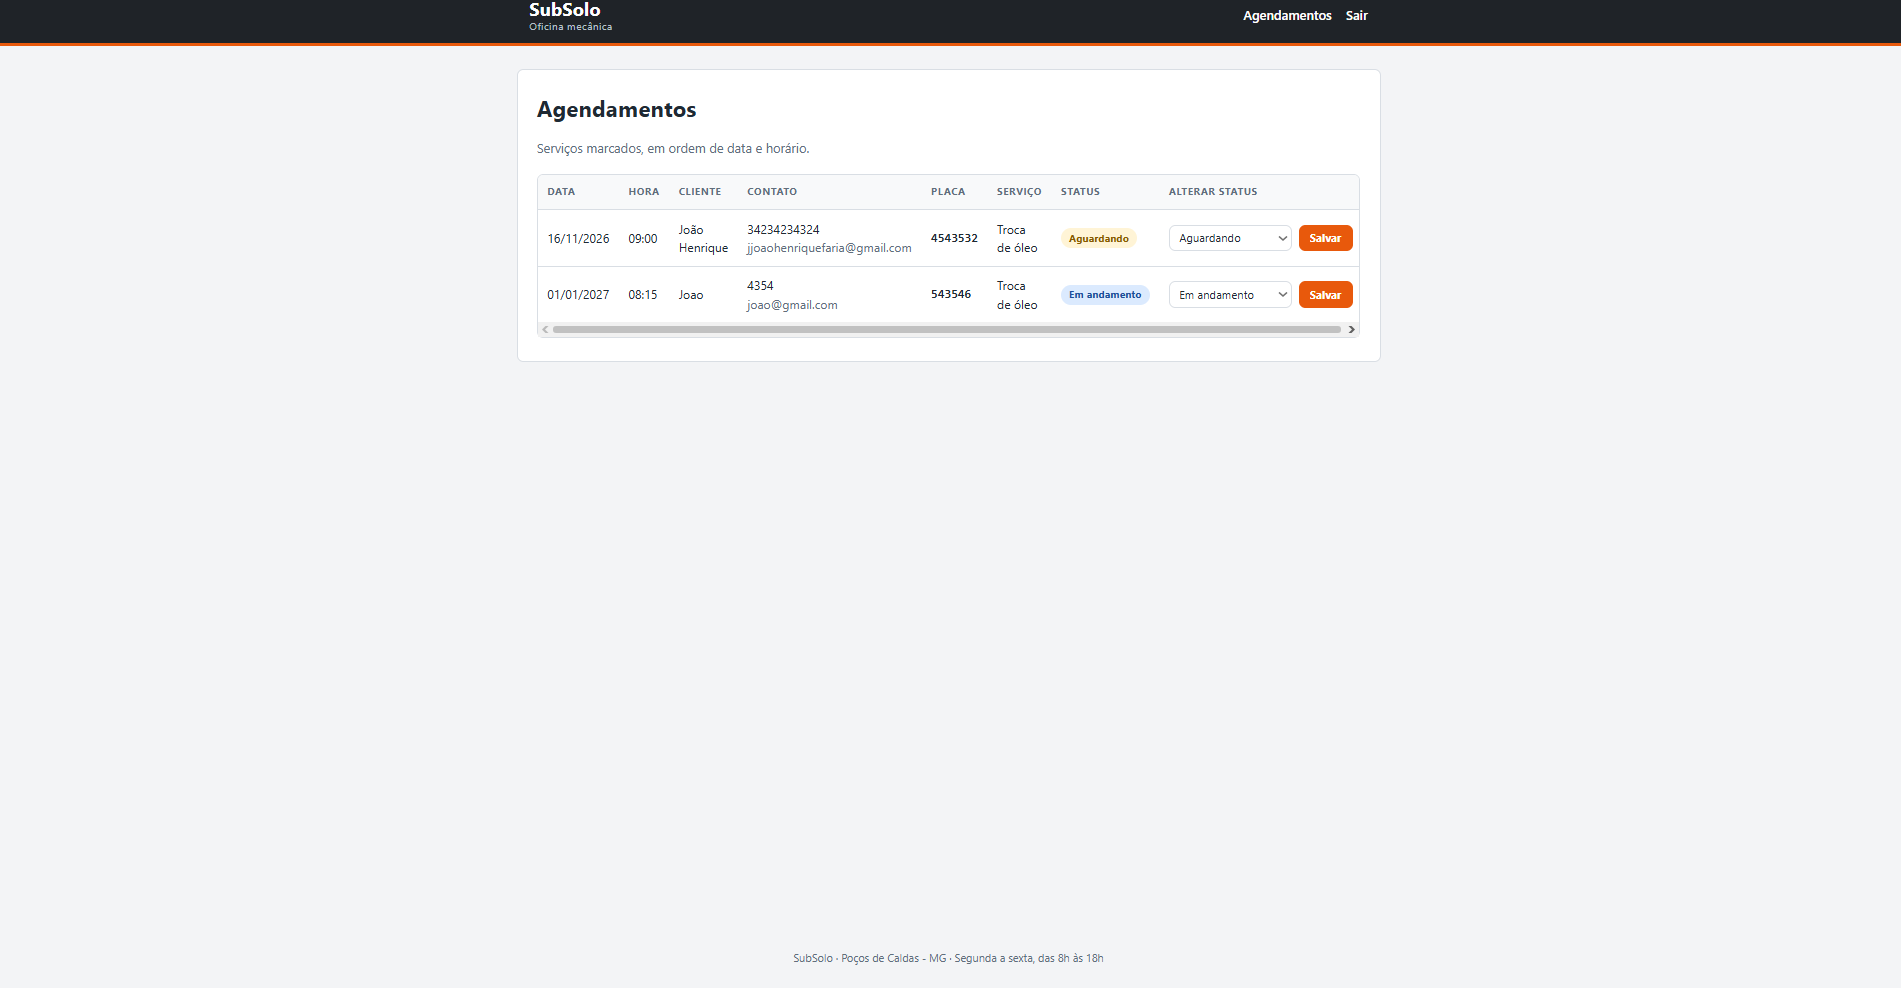 SubSolo
Oficina mecânica
Agendamentos Sair
Agendamentos
Serviços marcados, em ordem de data e horário.
DATA HORA CLIENTE CONTATO PLACA SERVIÇO STATUS ALTERAR STATUS
16/11/2026 09:00 João Henrique 34234234324 jjoaohenriquefaria@gmail.com 4543532 Troca de óleo Aguardando Aguardando Salvar
01/01/2027 08:15 Joao 4354 joao@gmail.com 543546 Troca de óleo Em andamento Em andamento Salvar
SubSolo · Poços de Caldas - MG · Segunda a sexta, das 8h às 18h